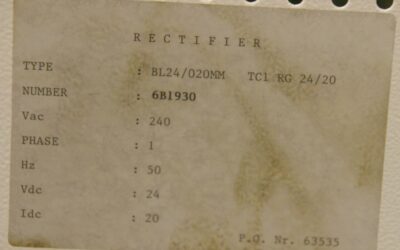 RECTIFIER
TYPE : BL24/020MM TC1 RG 24/20
NUMBER : 6B1930
Vac : 240
PHASE : 1
Hz : 50
Vdc : 24
Idc : 20
P.O. Nr. 63535